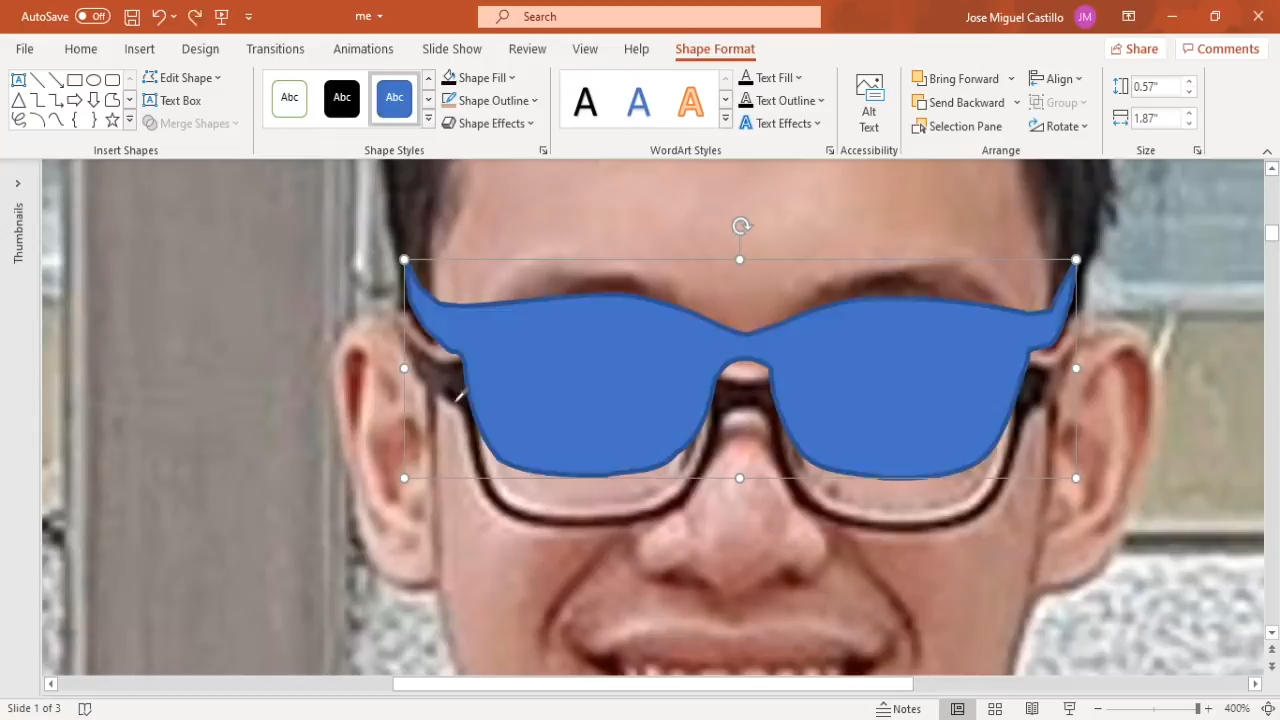 AutoSave Off me Search Jose Miguel Castillo JM
File Home Insert Design Transitions Animations Slide Show Review View Help Shape Format Share Comments
Edit Shape Abc Abc Abc Shape Fill A A A Text Fill Bring Forward Align 0.57"
Text Box Shape Outline Text Outline Send Backward Group
Merge Shapes Shape Effects Text Effects Alt Text Selection Pane Rotate 1.87"
Insert Shapes Shape Styles WordArt Styles Accessibility Arrange Size
Thumbnails
Slide 1 of 3 Notes 400%